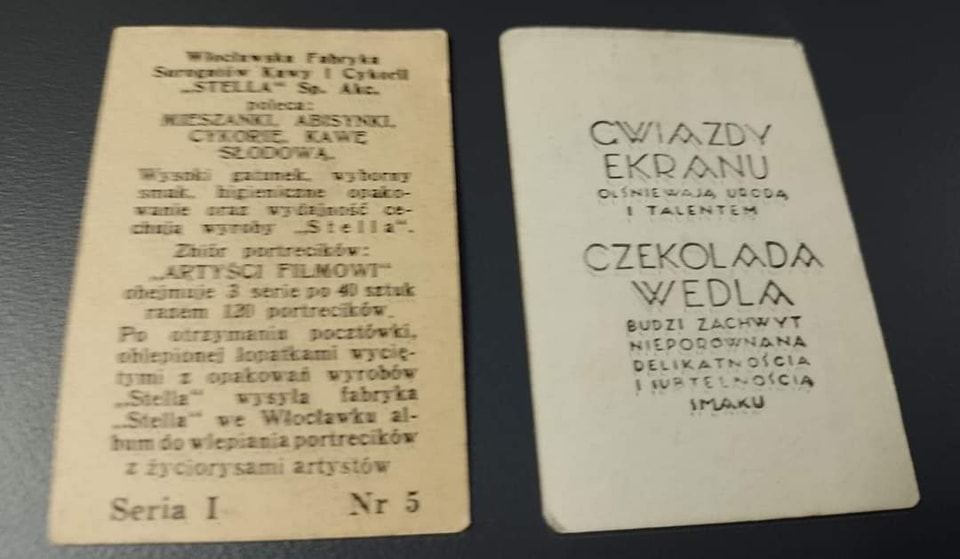 Włocławska Fabryka
Surogatów Kawy i Cykorii
„STELLA" Sp. Akc.
poleca:
MIESZANKI, ABISYNKI,
CYKORIĘ, KAWĘ
SŁODOWĄ.
Wysoki gatunek, wyborny
smak, higieniczne opako-
wanie oraz wydajność ce-
chują wyroby „Stella".
Zbiór portrecików:
„ARTYŚCI FILMOWI"
obejmuje 3 serie po 40 sztuk
razem 120 portrecików.
Po otrzymaniu pocztówki,
oblepionej łopatkami wycię-
tymi z opakowań wyrobów
„Stella" wysyła fabryka
„Stella" we Włocławku al-
bum do wlepiania portrecików
z życiorysami artystów
Seria I Nr 5
GWIAZDY
EKRANU
OLŚNIEWAJĄ URODĄ
I TALENTEM
CZEKOLADA
WEDLA
BUDZI ZACHWYT
NIEPORÓWNANĄ
DELIKATNOŚCIĄ
I SUBTELNOŚCIĄ
SMAKU